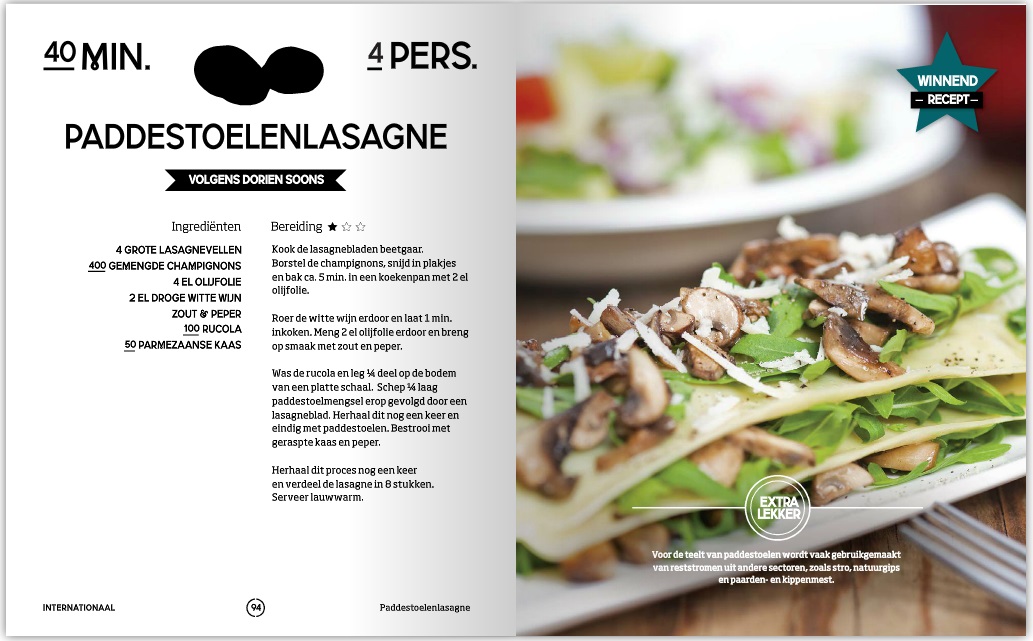 40 MIN.
4 PERS.
PADDESTOELENLASAGNE
VOLGENS DORIEN SOONS
Ingrediënten
4 GROTE LASAGNEVELLEN
400 GEMENGDE CHAMPIGNONS
4 EL OLIJFOLIE
2 EL DROGE WITTE WIJN
ZOUT & PEPER
100 RUCOLA
50 PARMEZAANSE KAAS
Bereiding ★ ☆ ☆
Kook de lasagnebladen beetgaar.
Borstel de champignons, snijd in plakjes
en bak ca. 5 min. in een koekenpan met 2 el
olijfolie.
Roer de witte wijn erdoor en laat 1 min.
inkoken. Meng 2 el olijfolie erdoor en breng
op smaak met zout en peper.
Was de rucola en leg ¼ deel op de bodem
van een platte schaal. Schep ¼ laag
paddestoelmengsel erop gevolgd door een
lasagneblad. Herhaal dit nog een keer en
eindig met paddestoelen. Bestrooi met
geraspte kaas en peper.
Herhaal dit proces nog een keer
en verdeel de lasagne in 8 stukken.
Serveer lauwwarm.
INTERNATIONAAL
94
Paddestoelenlasagne
WINNEND
– RECEPT –
EXTRA
LEKKER
Voor de teelt van paddestoelen wordt vaak gebruikgemaakt
van reststromen uit andere sectoren, zoals stro, natuurgips
en paarden- en kippenmest.